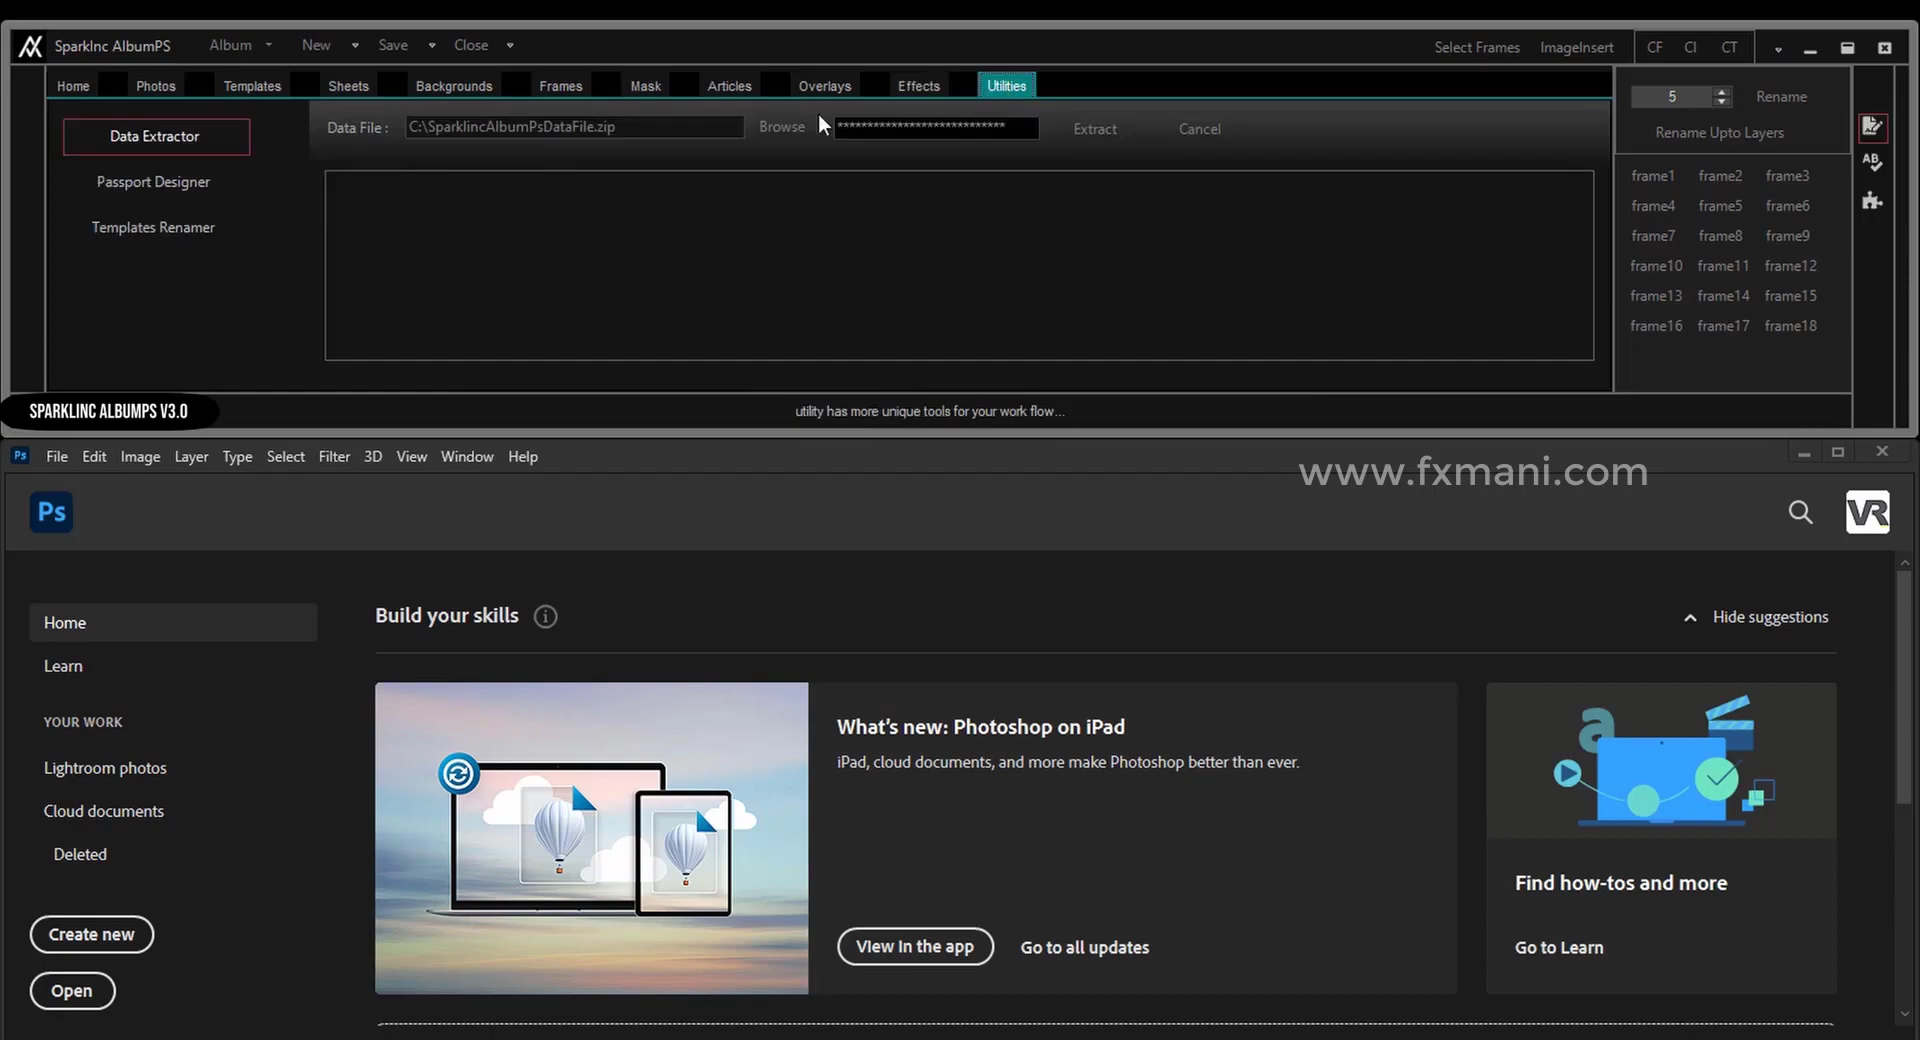 SparkInc AlbumPS Album New Save Close Select Frames ImageInsert CF CI CT
Home Photos Templates Sheets Backgrounds Frames Mask Articles Overlays Effects Utilities
5 Rename
Rename Upto Layers
Data Extractor
Passport Designer
Templates Renamer
Data File : C:\SparklincAlbumPsDataFile.zip Browse **************************** Extract Cancel
AB
frame1 frame2 frame3
frame4 frame5 frame6
frame7 frame8 frame9
frame10 frame11 frame12
frame13 frame14 frame15
frame16 frame17 frame18
SPARKLINC ALBUMPS V3.0
utility has more unique tools for your work flow...
Ps File Edit Image Layer Type Select Filter 3D View Window Help
www.fxmani.com
Ps
VR
Home
Learn
YOUR WORK
Lightroom photos
Cloud documents
Deleted
Create new
Open
Build your skills i
Hide suggestions
What's new: Photoshop on iPad
iPad, cloud documents, and more make Photoshop better than ever.
View in the app Go to all updates
a
Find how-tos and more
Go to Learn